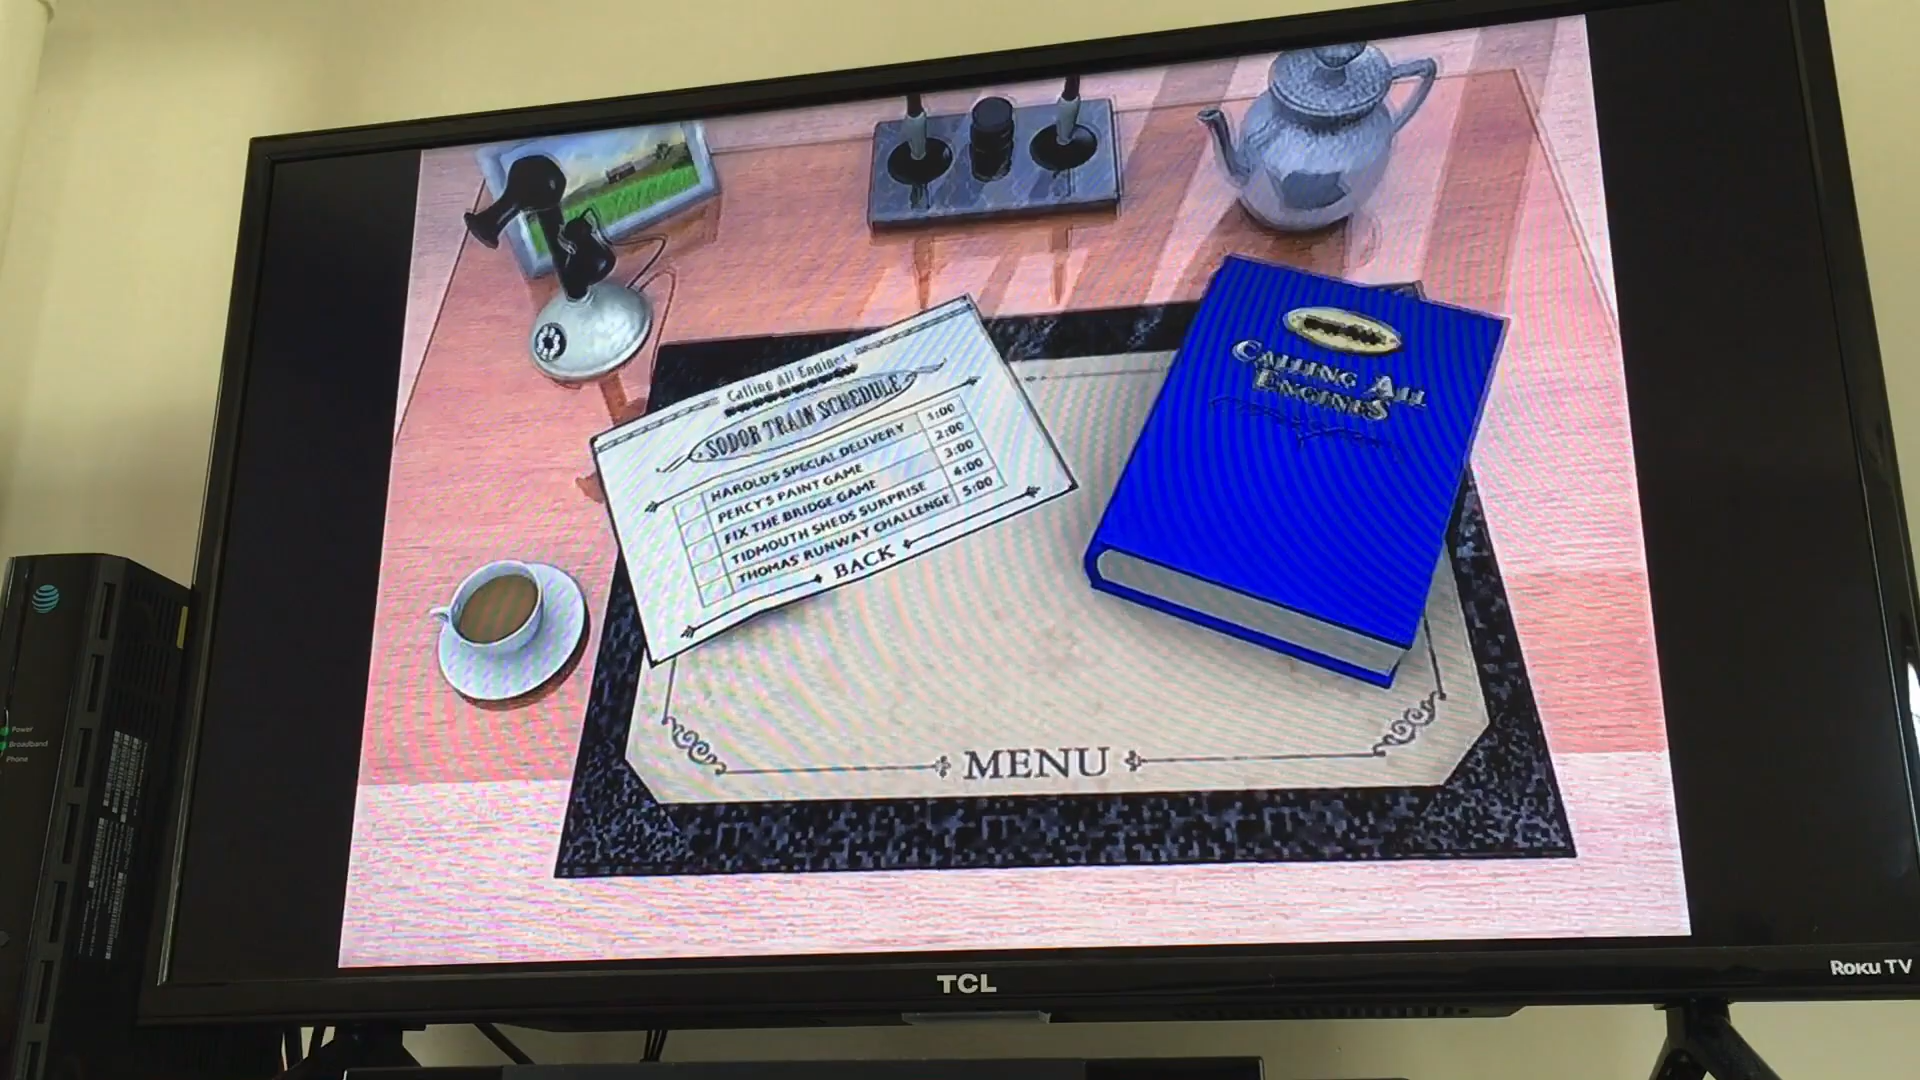 Calling All Engines
SODOR TRAIN SCHEDULE
HAROLD'S SPECIAL DELIVERY 1:00
PERCY'S PAINT GAME 2:00
FIX THE BRIDGE GAME 3:00
TIDMOUTH SHEDS SURPRISE 4:00
THOMAS' RUNWAY CHALLENGE 5:00
BACK
CALLING ALL
ENGINES
MENU
TCL
Roku TV
AT&T
Power
Broadband
Phone